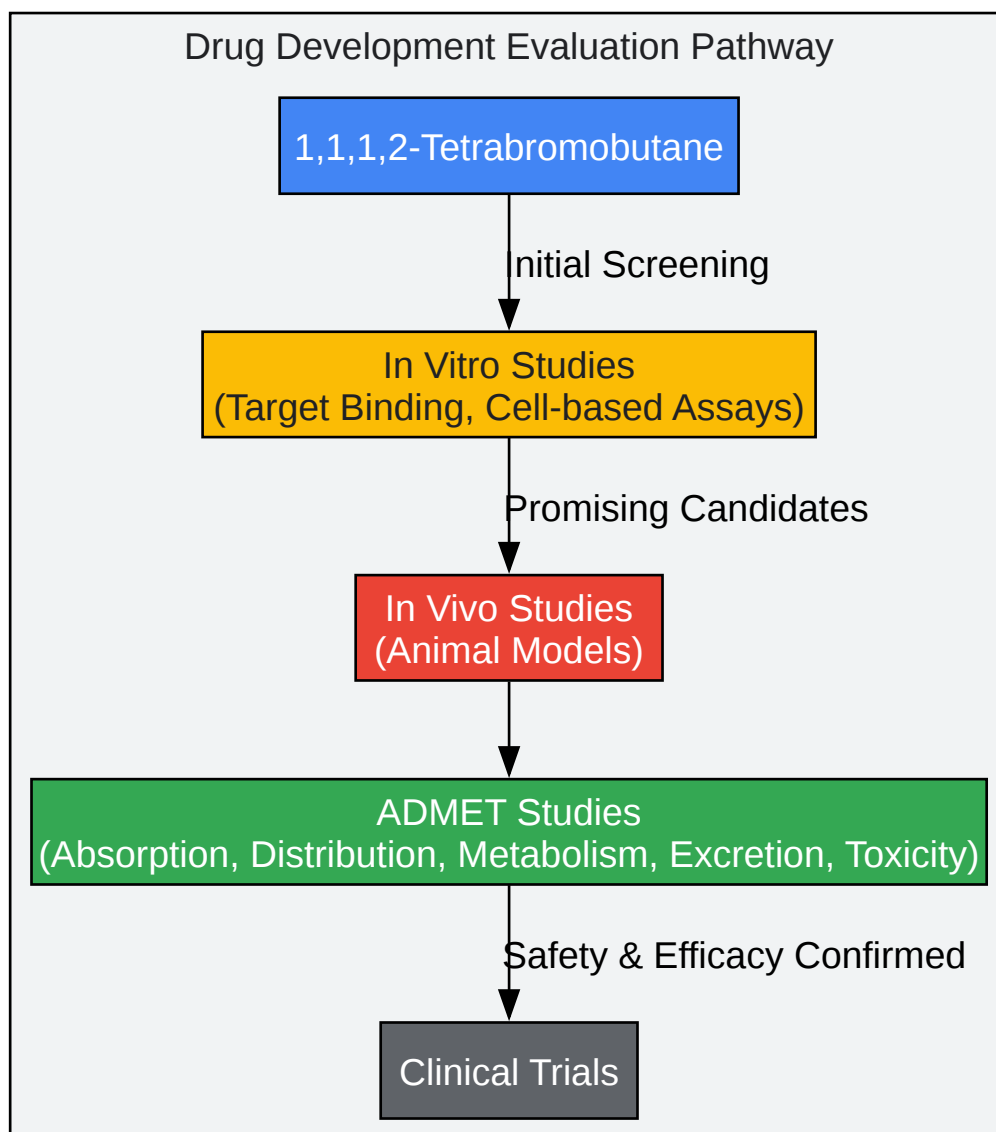 Drug Development Evaluation Pathway
1,1,1,2-Tetrabromobutane
Initial Screening
In Vitro Studies
(Target Binding, Cell-based Assays)
Promising Candidates
In Vivo Studies
(Animal Models)
ADMET Studies
(Absorption, Distribution, Metabolism, Excretion, Toxicity)
Safety & Efficacy Confirmed
Clinical Trials